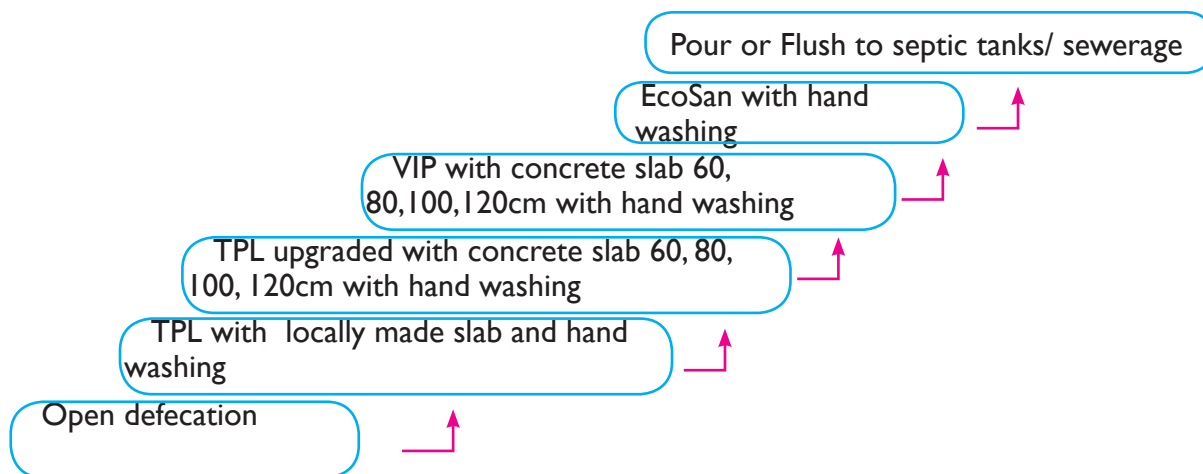 Pour or Flush to septic tanks/ sewerage
EcoSan with hand
washing
VIP with concrete slab 60,
80,100,120cm with hand washing
TPL upgraded with concrete slab 60, 80,
100, 120cm with hand washing
TPL with locally made slab and hand
washing
Open defecation